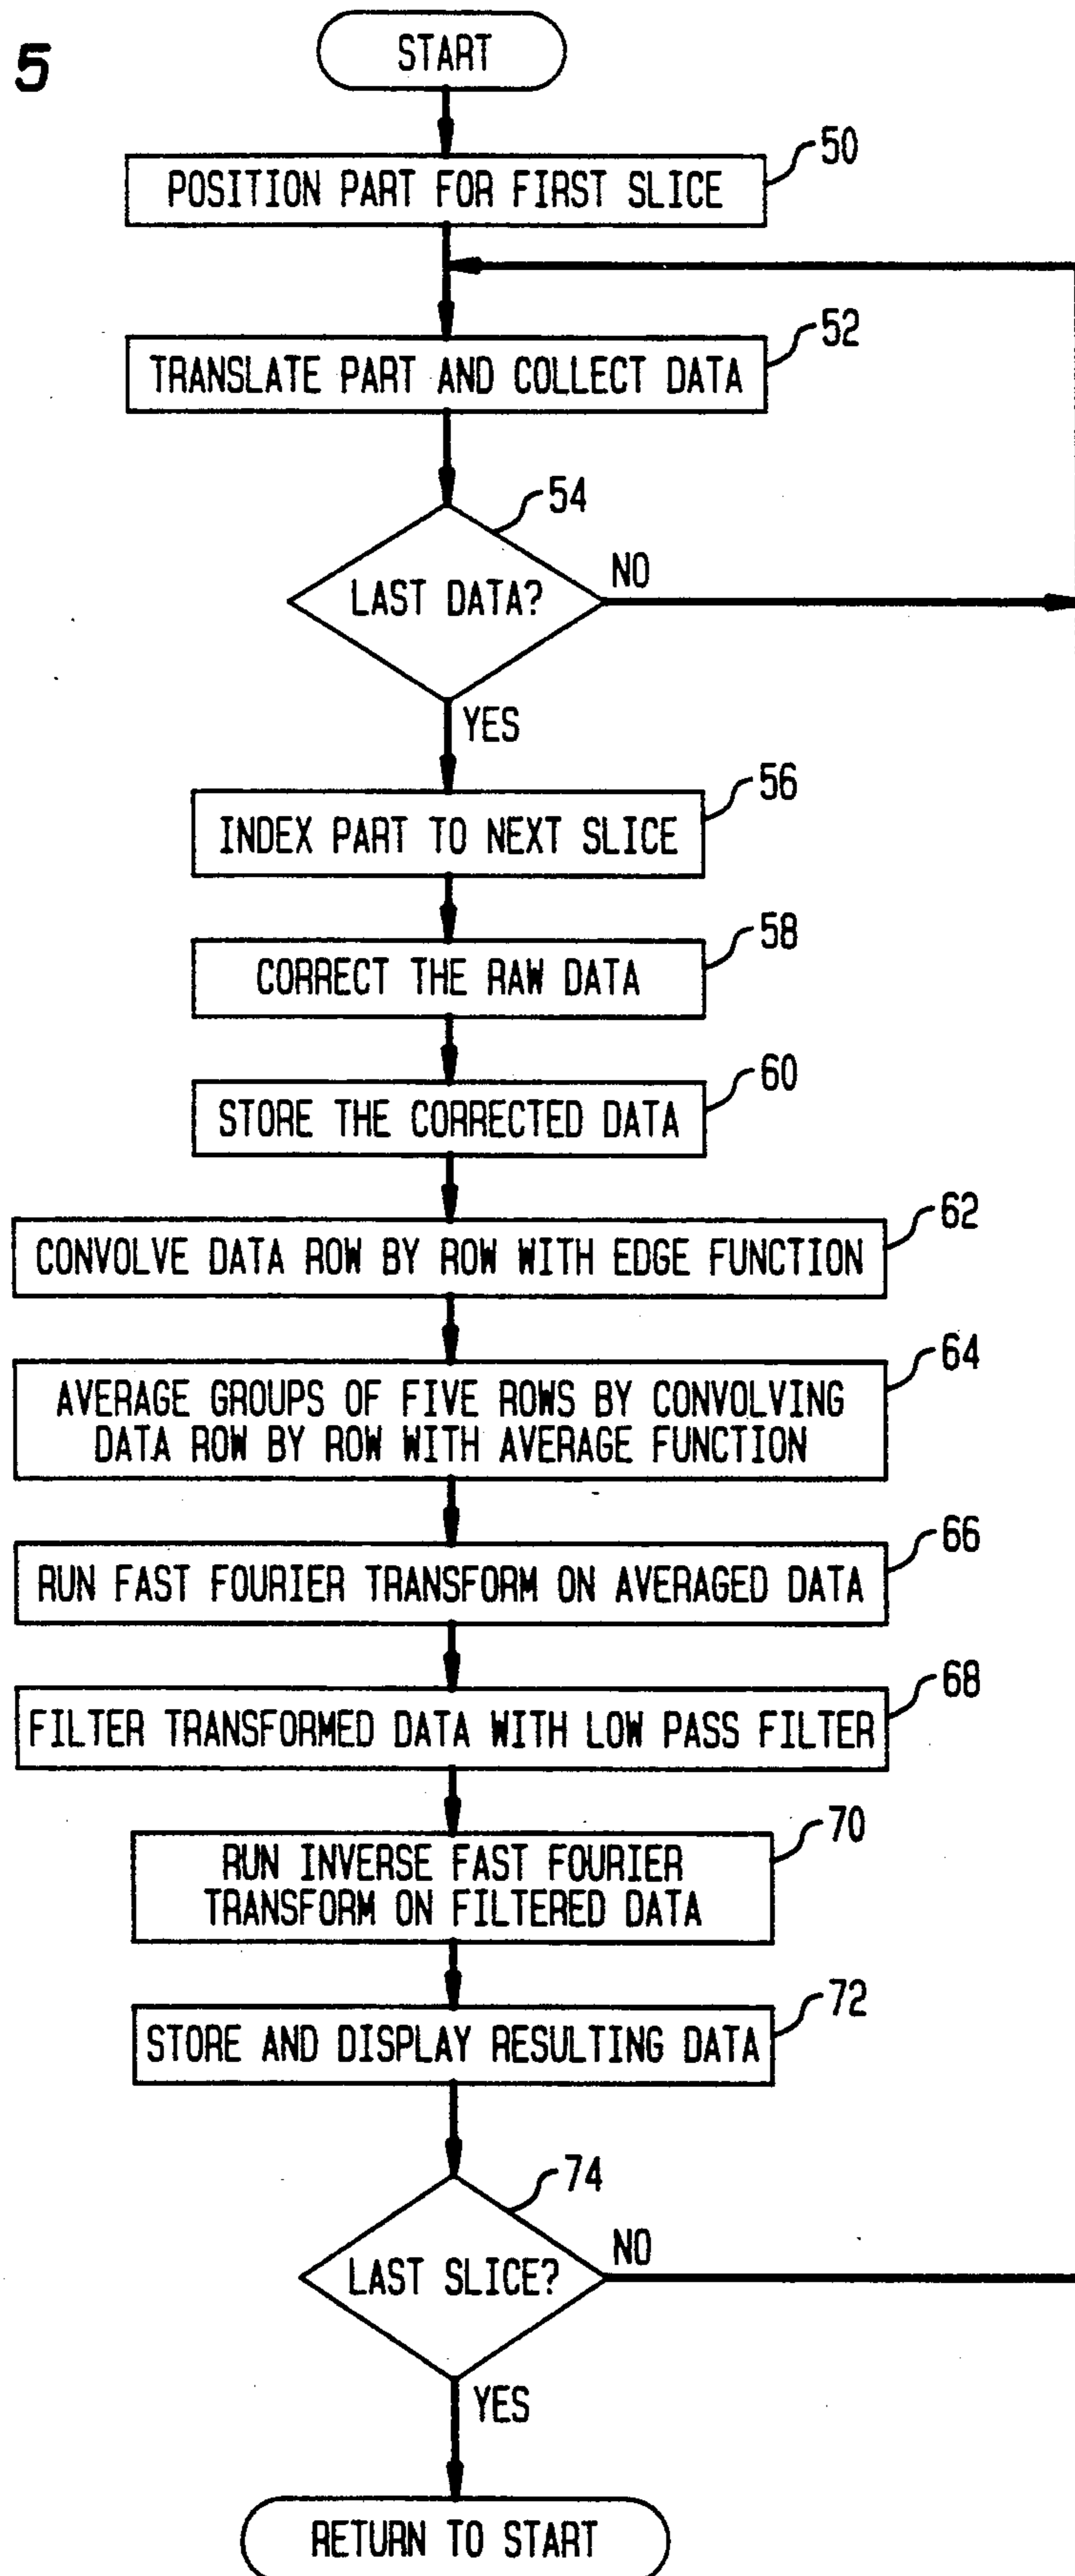 5
START
50
POSITION PART FOR FIRST SLICE
52
TRANSLATE PART AND COLLECT DATA
54
LAST DATA?
NO
YES
56
INDEX PART TO NEXT SLICE
58
CORRECT THE RAW DATA
60
STORE THE CORRECTED DATA
62
CONVOLVE DATA ROW BY ROW WITH EDGE FUNCTION
64
AVERAGE GROUPS OF FIVE ROWS BY CONVOLVING
DATA ROW BY ROW WITH AVERAGE FUNCTION
66
RUN FAST FOURIER TRANSFORM ON AVERAGED DATA
68
FILTER TRANSFORMED DATA WITH LOW PASS FILTER
70
RUN INVERSE FAST FOURIER
TRANSFORM ON FILTERED DATA
72
STORE AND DISPLAY RESULTING DATA
74
LAST SLICE?
NO
YES
RETURN TO START